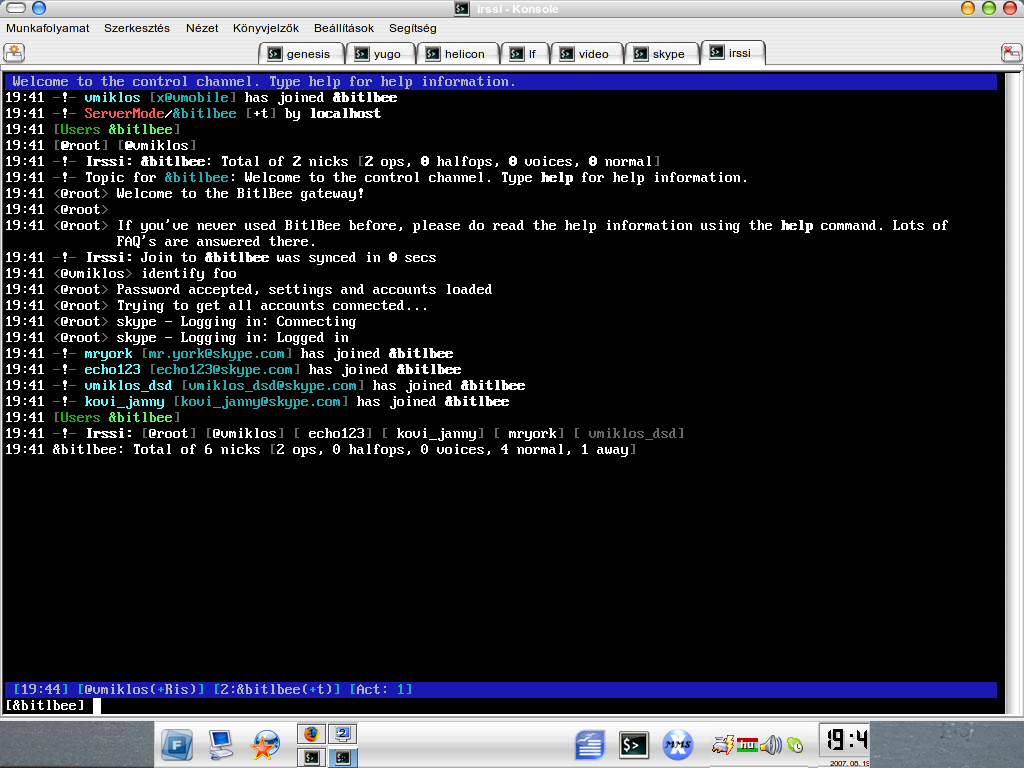 irssi - Konsole
Munkafolyamat Szerkesztés Nézet Könyvjelzők Beállítások Segítség
genesis yugo helicon lf video skype irssi
Welcome to the control channel. Type help for help information.
19:41 -!- vmiklos [x@vmobile] has joined &bitlbee
19:41 -!- ServerMode/&bitlbee [+t] by localhost
19:41 [Users &bitlbee]
19:41 [@root] [@vmiklos]
19:41 -!- Irssi: &bitlbee: Total of 2 nicks [2 ops, 0 halfops, 0 voices, 0 normal]
19:41 -!- Topic for &bitlbee: Welcome to the control channel. Type help for help information.
19:41 <@root> Welcome to the BitlBee gateway!
19:41 <@root>
19:41 <@root> If you've never used BitlBee before, please do read the help information using the help command. Lots of
FAQ's are answered there.
19:41 -!- Irssi: Join to &bitlbee was synced in 0 secs
19:41 <@vmiklos> identify foo
19:41 <@root> Password accepted, settings and accounts loaded
19:41 <@root> Trying to get all accounts connected...
19:41 <@root> skype - Logging in: Connecting
19:41 <@root> skype - Logging in: Logged in
19:41 -!- mryork [mr.york@skype.com] has joined &bitlbee
19:41 -!- echo123 [echo123@skype.com] has joined &bitlbee
19:41 -!- vmiklos_dsd [vmiklos_dsd@skype.com] has joined &bitlbee
19:41 -!- kovi_janny [kovi_janny@skype.com] has joined &bitlbee
19:41 [Users &bitlbee]
19:41 -!- Irssi: [@root] [@vmiklos] [ echo123] [ kovi_janny] [ mryork] [ vmiklos_dsd]
19:41 &bitlbee: Total of 6 nicks [2 ops, 0 halfops, 0 voices, 4 normal, 1 away]
[19:44] [@vmiklos(+Ris)] [2:&bitlbee(+t)] [Act: 1]
[&bitlbee]
F 2 $> MMS hu 19:4
2007. 08. 19